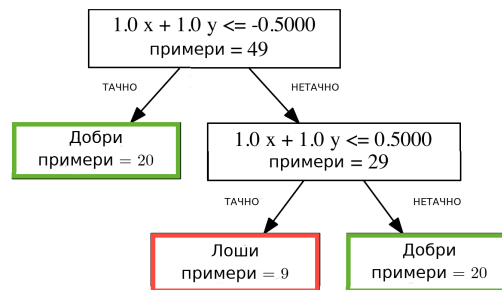 1.0 x + 1.0 y <= -0.5000
примери = 49
ТАЧНО
НЕТАЧНО
Добри
примери = 20
1.0 x + 1.0 y <= 0.5000
примери = 29
ТАЧНО
НЕТАЧНО
Лоши
примери = 9
Добри
примери = 20